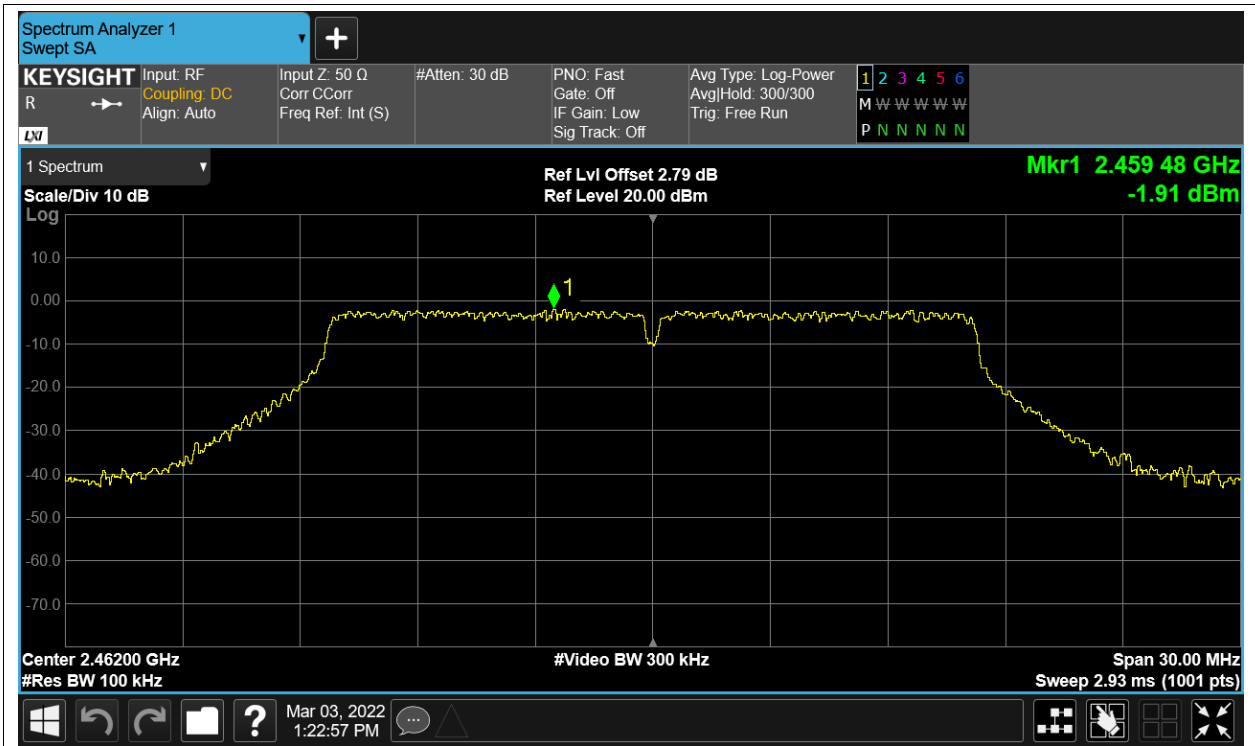 Spectrum Analyzer 1
Swept SA
+
KEYSIGHT
R
LXI
Input: RF
Coupling: DC
Align: Auto
Input Z: 50 Ω
Corr CCorr
Freq Ref: Int (S)
#Atten: 30 dB
PNO: Fast
Gate: Off
IF Gain: Low
Sig Track: Off
Avg Type: Log-Power
Avg|Hold: 300/300
Trig: Free Run
1 2 3 4 5 6
M W W W W W
P N N N N N
1 Spectrum
Scale/Div 10 dB
Log
Ref Lvl Offset 2.79 dB
Ref Level 20.00 dBm
Mkr1 2.459 48 GHz
-1.91 dBm
10.0
0.00
-10.0
-20.0
-30.0
-40.0
-50.0
-60.0
-70.0
1
Center 2.46200 GHz
#Res BW 100 kHz
#Video BW 300 kHz
Span 30.00 MHz
Sweep 2.93 ms (1001 pts)
?
Mar 03, 2022
1:22:57 PM